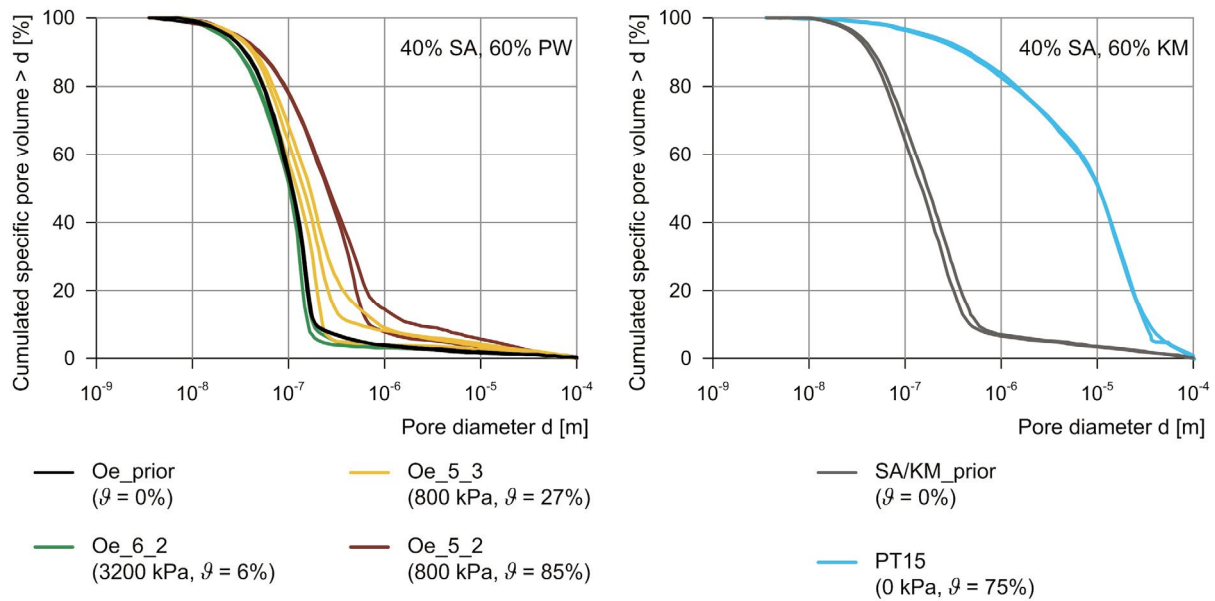 Cumulated specific pore volume > d [%]
100
80
60
40
20
0
40% SA, 60% PW
10⁻⁹ 10⁻⁸ 10⁻⁷ 10⁻⁶ 10⁻⁵ 10⁻⁴
Pore diameter d [m]
Cumulated specific pore volume > d [%]
100
80
60
40
20
0
40% SA, 60% KM
10⁻⁹ 10⁻⁸ 10⁻⁷ 10⁻⁶ 10⁻⁵ 10⁻⁴
Pore diameter d [m]
Oe_prior
(ϑ = 0%)
Oe_6_2
(3200 kPa, ϑ = 6%)
Oe_5_3
(800 kPa, ϑ = 27%)
Oe_5_2
(800 kPa, ϑ = 85%)
SA/KM_prior
(ϑ = 0%)
PT15
(0 kPa, ϑ = 75%)